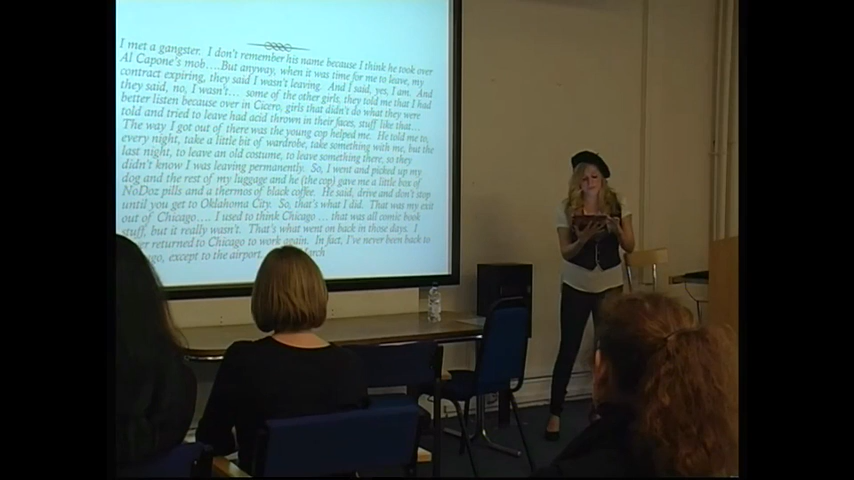 I met a gangster. I don't remember his name because I think he took over
Al Capone's mob….But anyway, when it was time for me to leave, my
contract expiring, they said I wasn't leaving. And I said, yes, I am. And
they said, no, I wasn't… some of the other girls, they told me that I had
better listen because over in Cicero, girls that didn't do what they were
told and tried to leave had acid thrown in their faces, stuff like that…
The way I got out of there was the young cop helped me. He told me to,
every night, take a little bit of wardrobe, take something with me, but the
last night, to leave an old costume, to leave something there, so they
didn't know I was leaving permanently. So, I went and picked up my
dog and the rest of my luggage and he (the cop) gave me a little box of
NoDoz pills and a thermos of black coffee. He said, drive and don't stop
until you get to Oklahoma City. So, that's what I did. That was my exit
out of Chicago…. I used to think Chicago … that was all comic book
stuff, but it really wasn't. That's what went on back in those days. I
returned to Chicago to work again. In fact, I've never been back to
except to the airport.